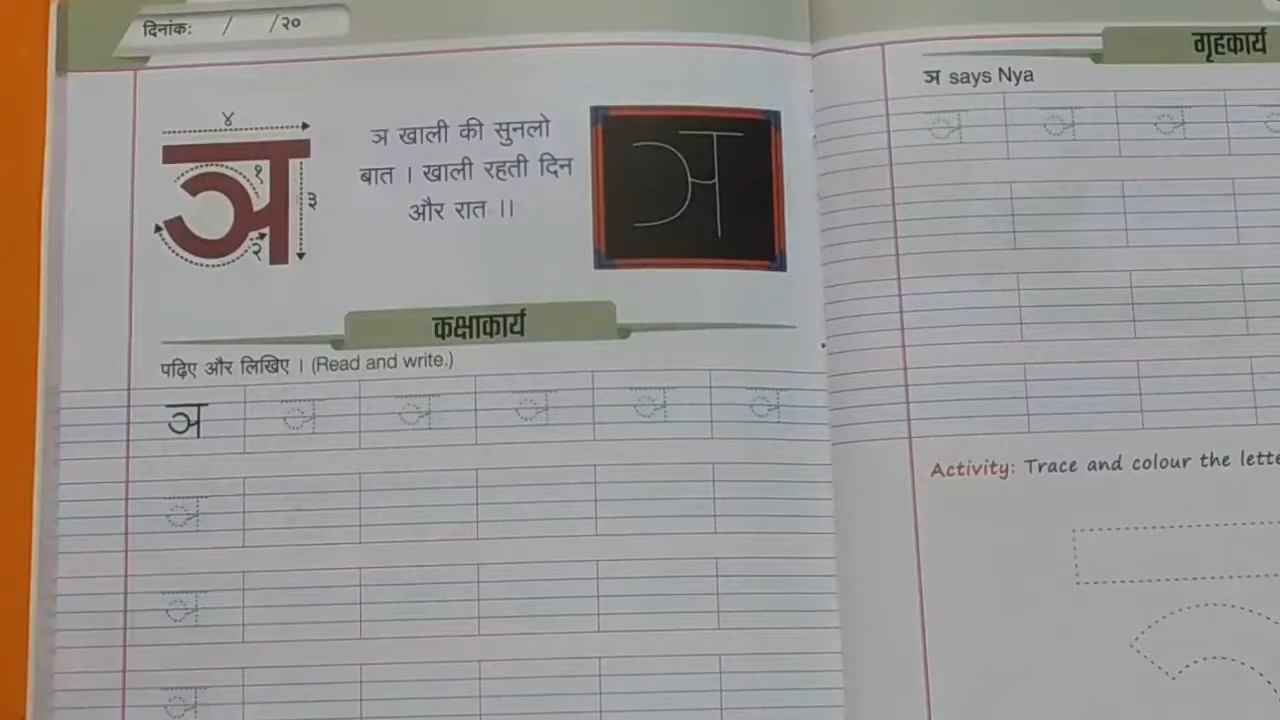 दिनांक: / /२०
४
१
२
३
ञ
ञ खाली की सुनलो
बात । खाली रहती दिन
और रात ।।
ञ
कक्षाकार्य
पढ़िए और लिखिए । (Read and write.)
ञ ञ ञ ञ ञ ञ
ञ
ञ
ञ
गृहकार्य
ञ says Nya
ञ ञ ञ
Activity: Trace and colour the